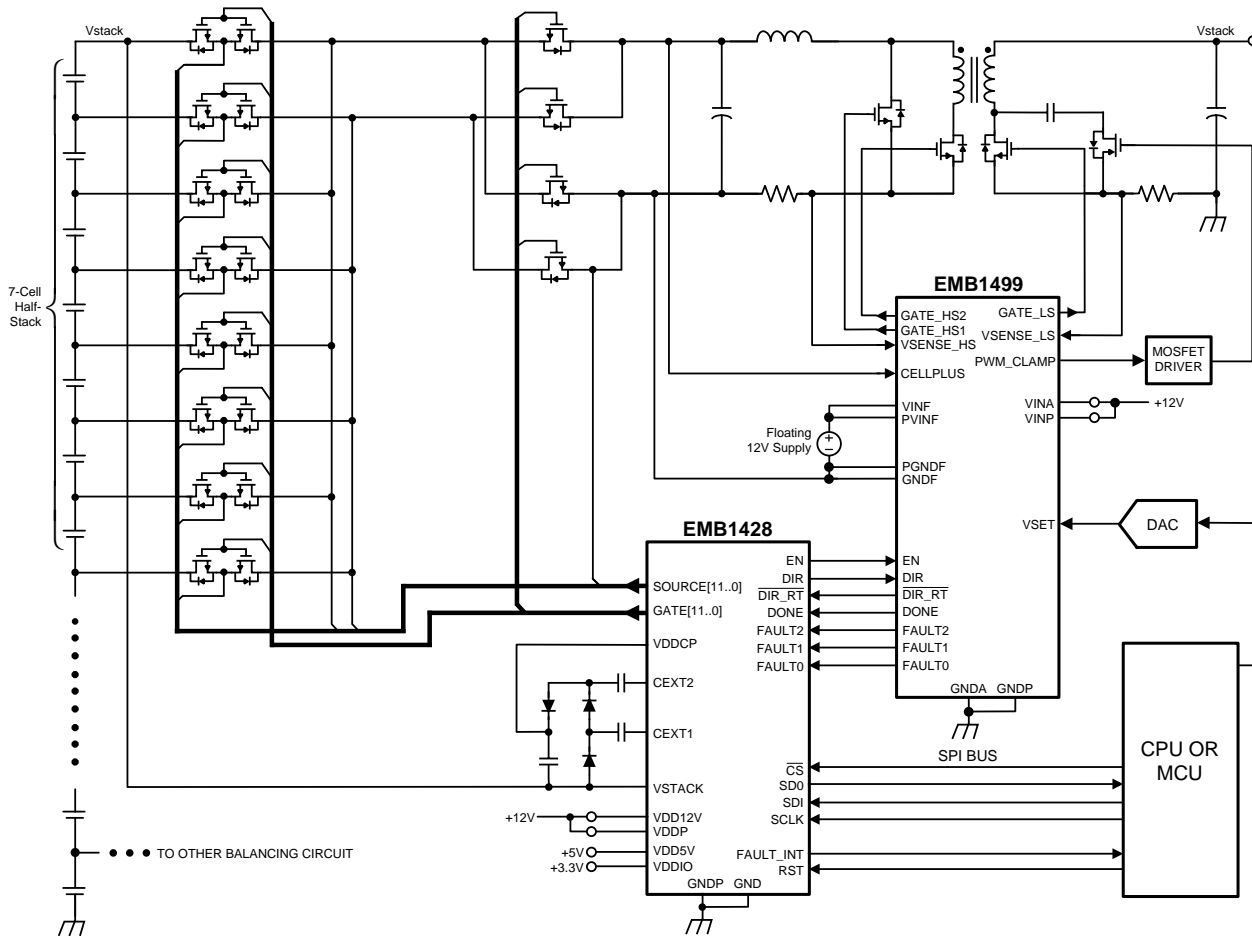 Vstack
Vstack
7-Cell
Half-
Stack
EMB1499
GATE_HS2
GATE_HS1
VSENSE_HS
CELLPLUS
VINF
PVINF
PGNDF
GNDF
GATE_LS
VSENSE_LS
PWM_CLAMP
MOSFET
DRIVER
VINA
VINP
+12V
Floating
12V Supply
+
−
VSET
DAC
EN
DIR
DIR_RT
DONE
FAULT2
FAULT1
FAULT0
GNDA
GNDP
EMB1428
SOURCE[11..0]
GATE[11..0]
VDDCP
CEXT2
CEXT1
VSTACK
VDD12V
VDDP
VDD5V
VDDIO
+12V
+5V
+3.3V
EN
DIR
DIR_RT
DONE
FAULT2
FAULT1
FAULT0
CS
SD0
SDI
SCLK
FAULT_INT
RST
GNDP
GND
SPI BUS
CPU OR
MCU
TO OTHER BALANCING CIRCUIT